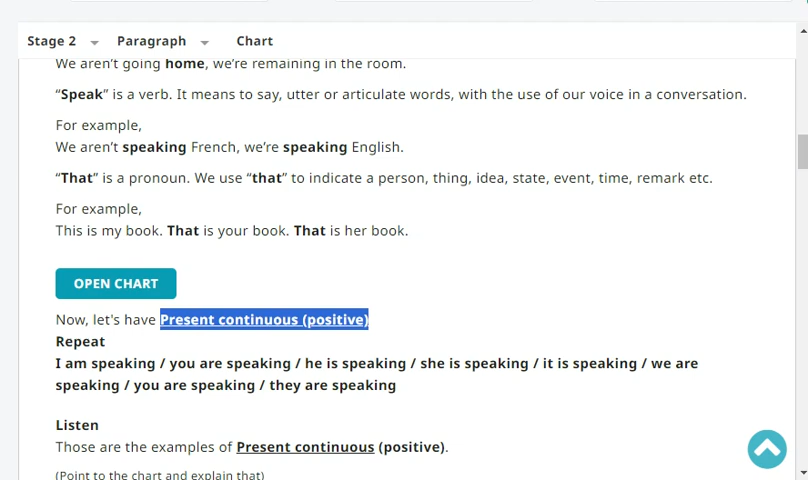 Stage 2 Paragraph Chart
We aren't going home, we're remaining in the room.
“Speak” is a verb. It means to say, utter or articulate words, with the use of our voice in a conversation.
For example,
We aren't speaking French, we're speaking English.
“That” is a pronoun. We use “that” to indicate a person, thing, idea, state, event, time, remark etc.
For example,
This is my book. That is your book. That is her book.
OPEN CHART
Now, let's have Present continuous (positive)
Repeat
I am speaking / you are speaking / he is speaking / she is speaking / it is speaking / we are
speaking / you are speaking / they are speaking
Listen
Those are the examples of Present continuous (positive).
(Point to the chart and explain that)